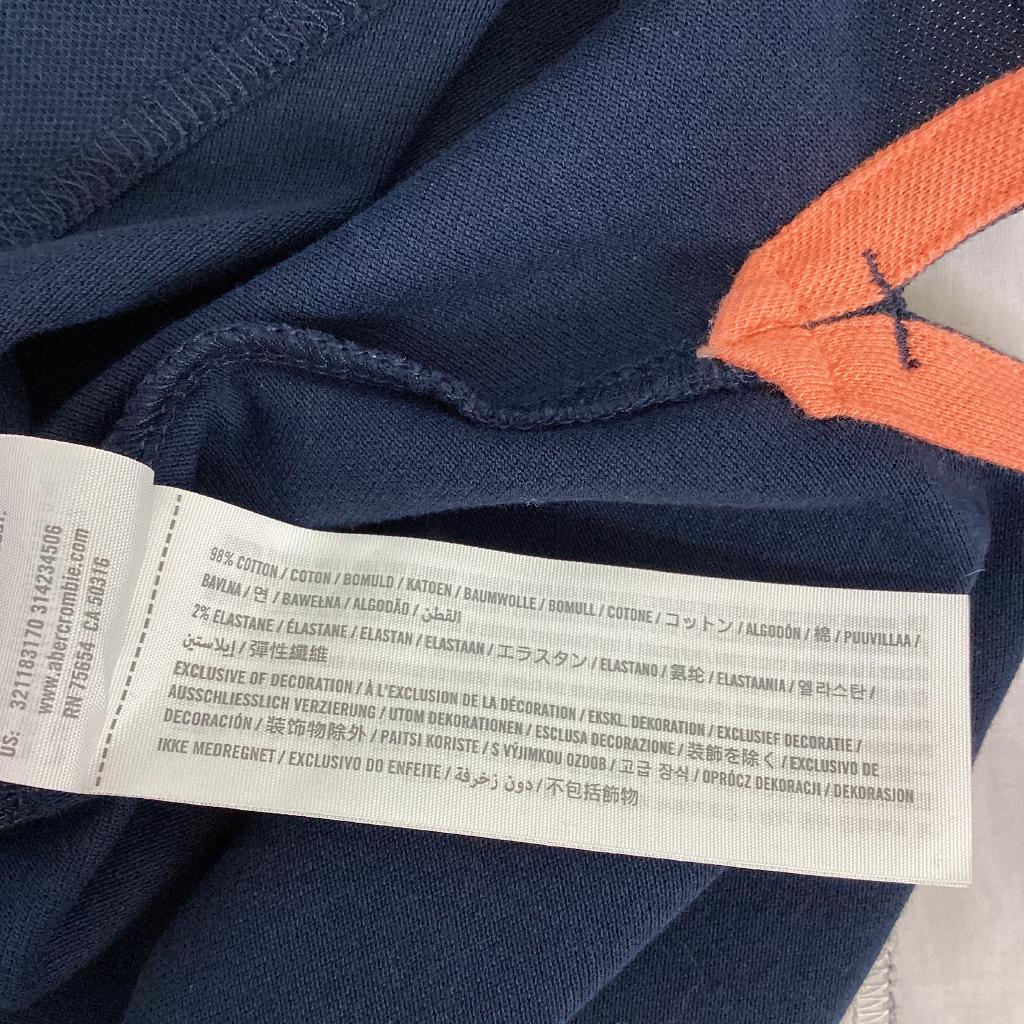 US: 321183170 314234506
www.abercrombie.com
RN 75654 CA 50316
98% COTTON / COTON / BOMULD / KATOEN / BAUMWOLLE / BOMULL / COTONE / コットン / ALGODÓN / 棉 / PUUVILLAA /
BAVLNA / 면 / BAWEŁNA / ALGODÃO / القطن
2% ELASTANE / ÉLASTANE / ELASTAN / ELASTAAN / エラスタン / ELASTANO / 氨纶 / ELASTAANIA / 엘라스탄 /
إيلاستين / 彈性纖維
EXCLUSIVE OF DECORATION / À L'EXCLUSION DE LA DÉCORATION / EKSKL. DEKORATION / EXCLUSIEF DECORATIE /
AUSSCHLIESSLICH VERZIERUNG / UTOM DEKORATIONEN / ESCLUSA DECORAZIONE / 装飾を除く / EXCLUSIVO DE
DECORACIÓN / 装饰物除外 / PAITSI KORISTE / S VÝJIMKOU OZDOB / 고급 장식 / OPRÓCZ DEKORACJI / DEKORASJON
IKKE MEDREGNET / EXCLUSIVO DO ENFEITE / دون زخرفة / 不包括飾物